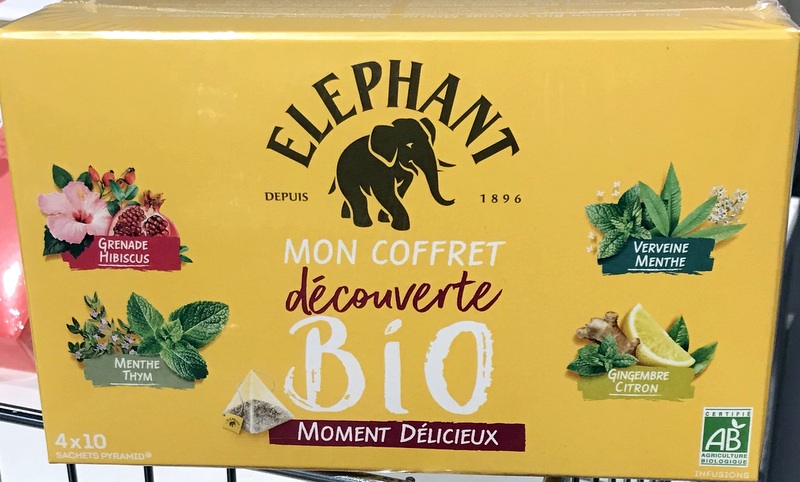 ELEPHANT
DEPUIS 1896
MON COFFRET
découverte
BIO
MOMENT DÉLICIEUX
GRENADE
HIBISCUS
MENTHE
THYM
VERVEINE
MENTHE
GINGEMBRE
CITRON
4x10
SACHETS PYRAMID®
CERTIFIÉ
AB
AGRICULTURE
BIOLOGIQUE
INFUSIONS